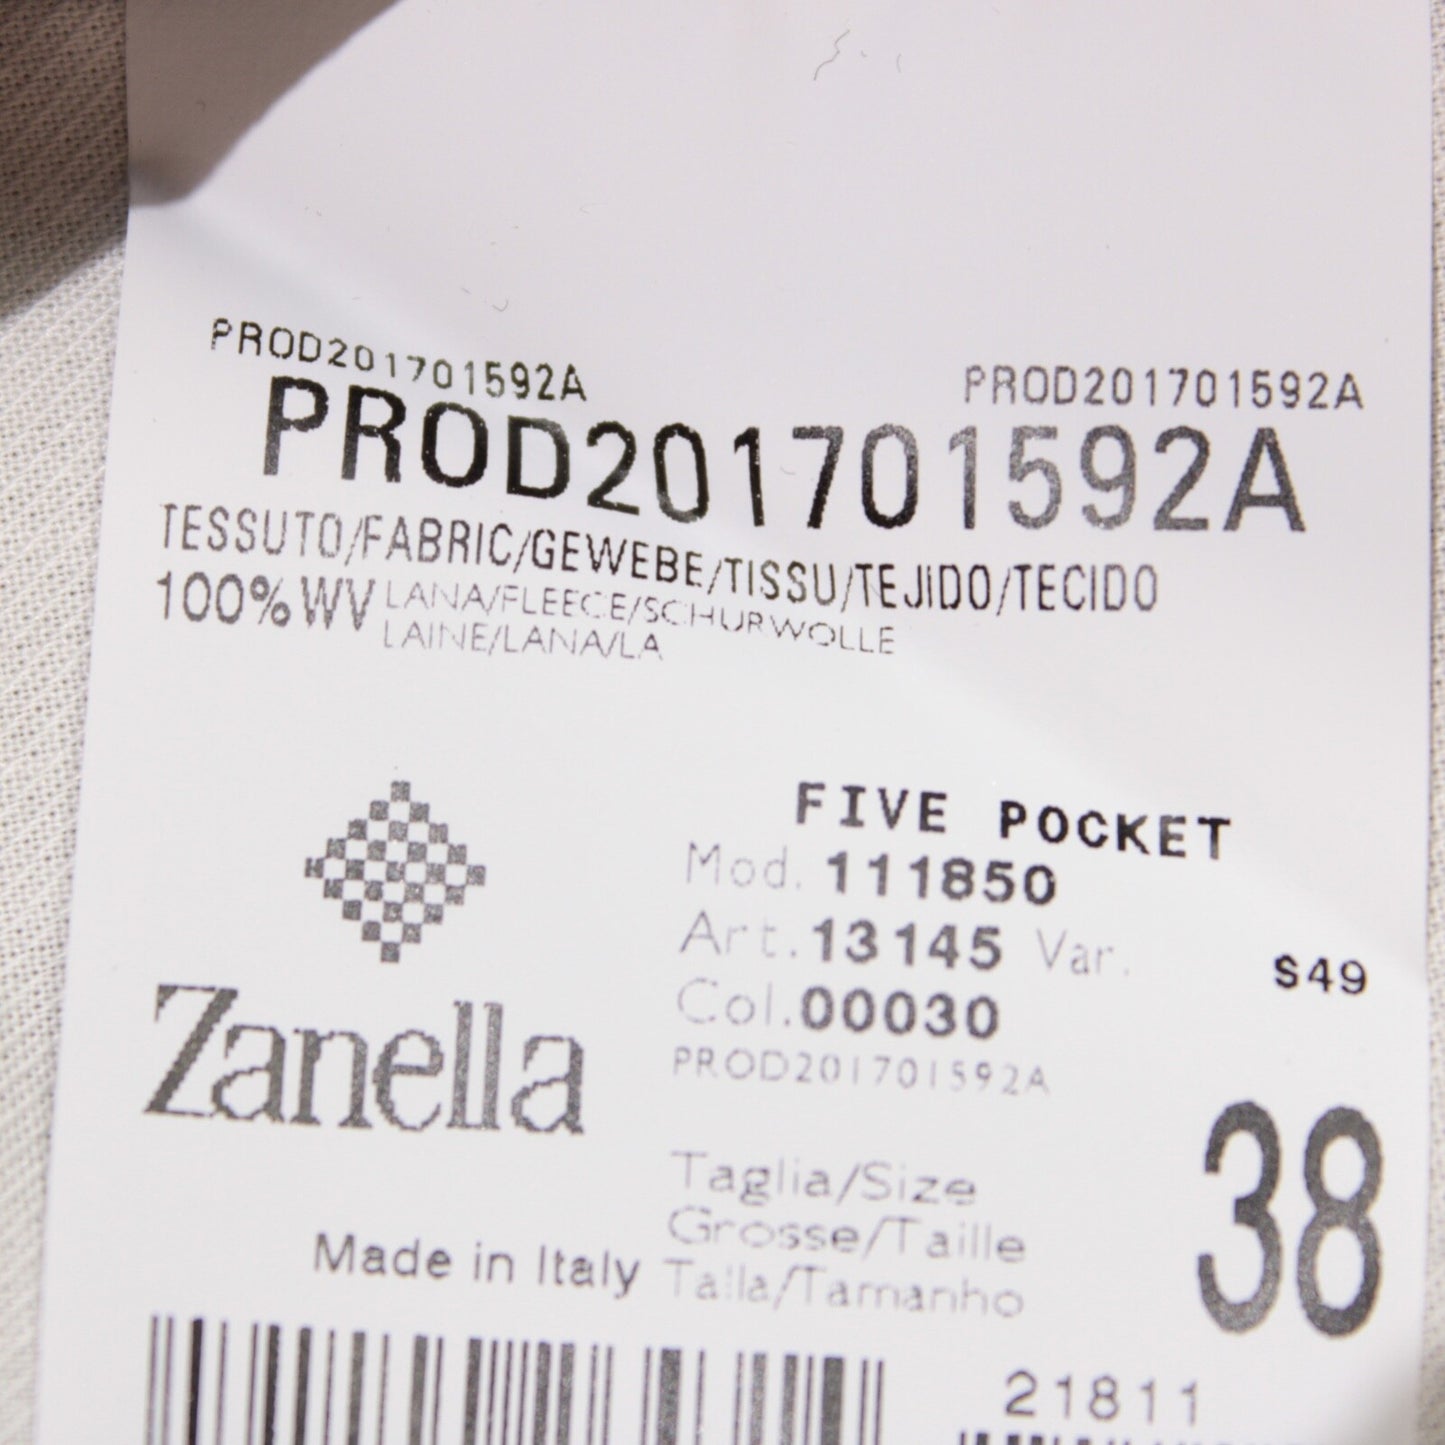 PROD201701592A
PROD201701592A
PROD201701592A
TESSUTO/FABRIC/GEWEBE/TISSU/TEJIDO/TECIDO
100%WV LANA/FLEECE/SCHURWOLLE
LAINE/LANA/LA
FIVE POCKET
Mod. 111850
Art. 13145 Var. S49
Col. 00030
PROD201701592A
Zanella
38
Taglia/Size
Grosse/Taille
Talla/Tamanho
Made in Italy
21811